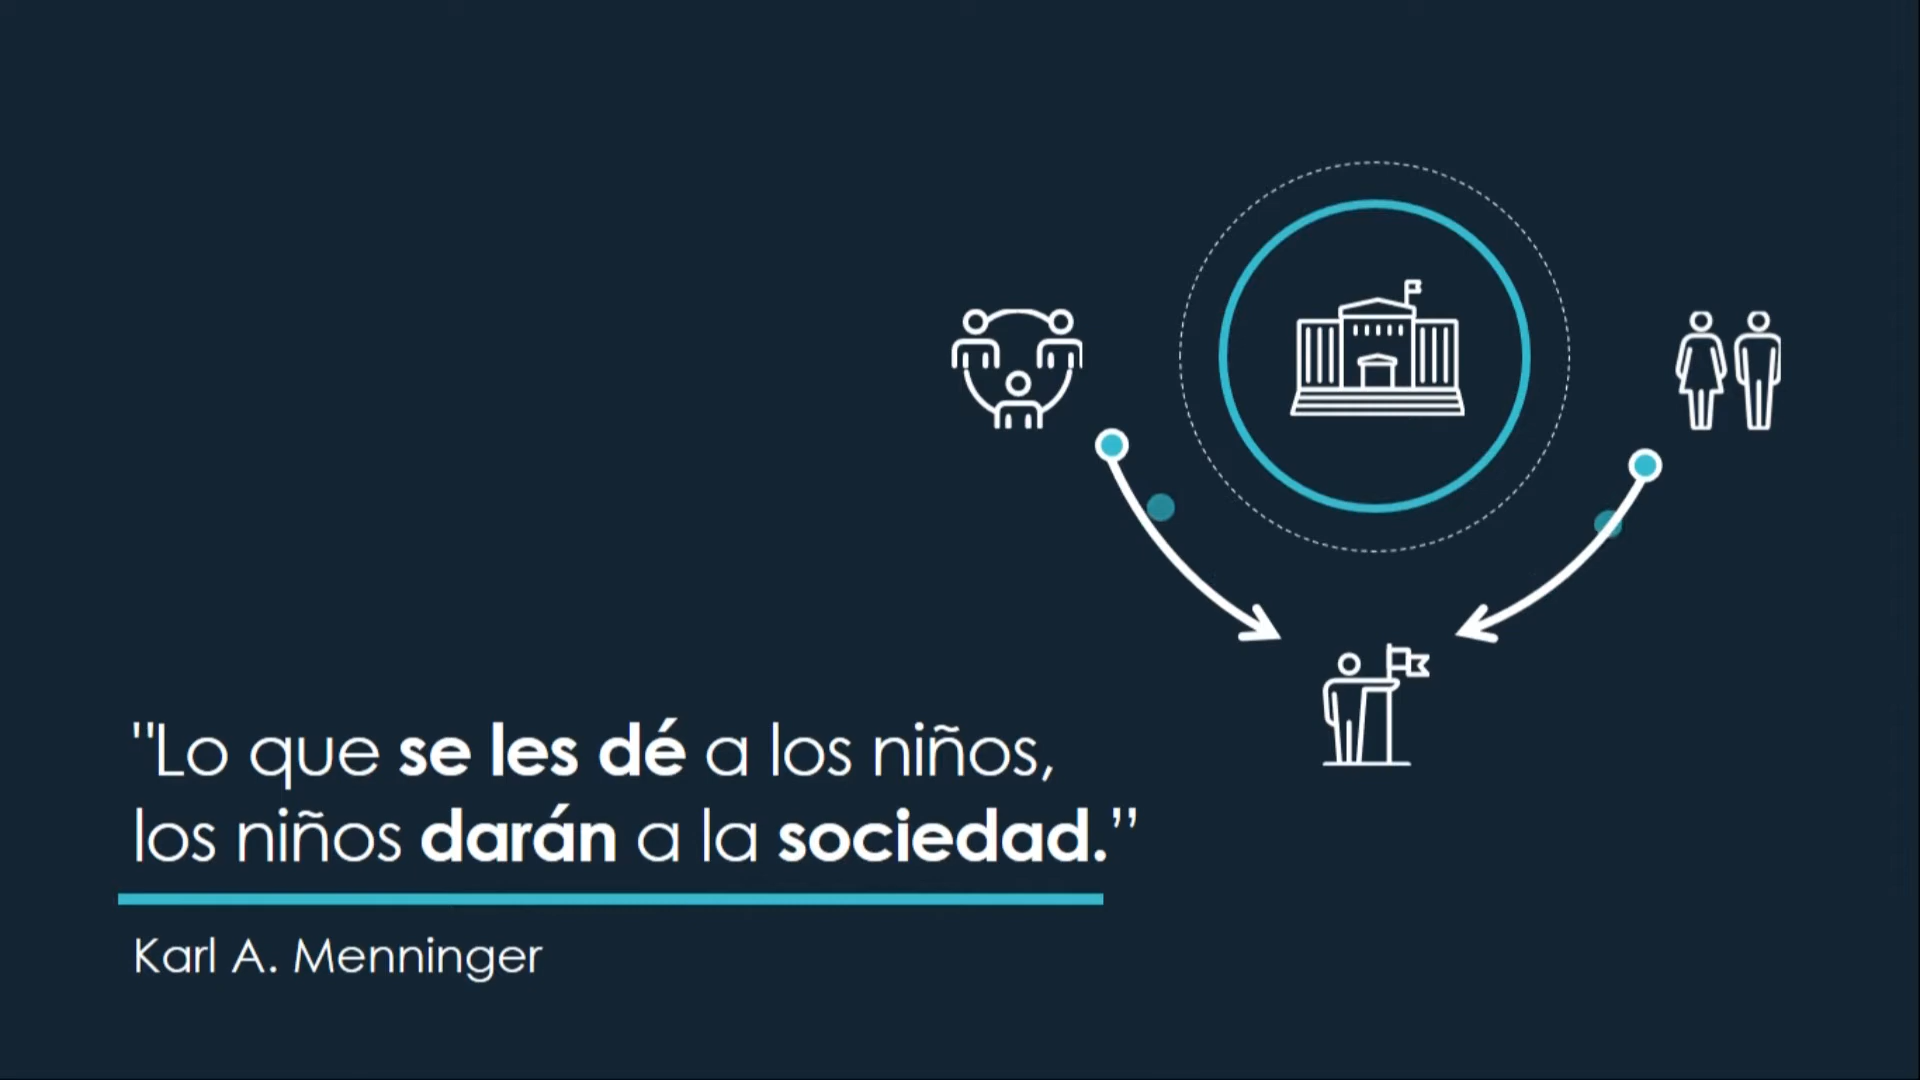 "Lo que se les dé a los niños,
los niños darán a la sociedad.”
Karl A. Menninger